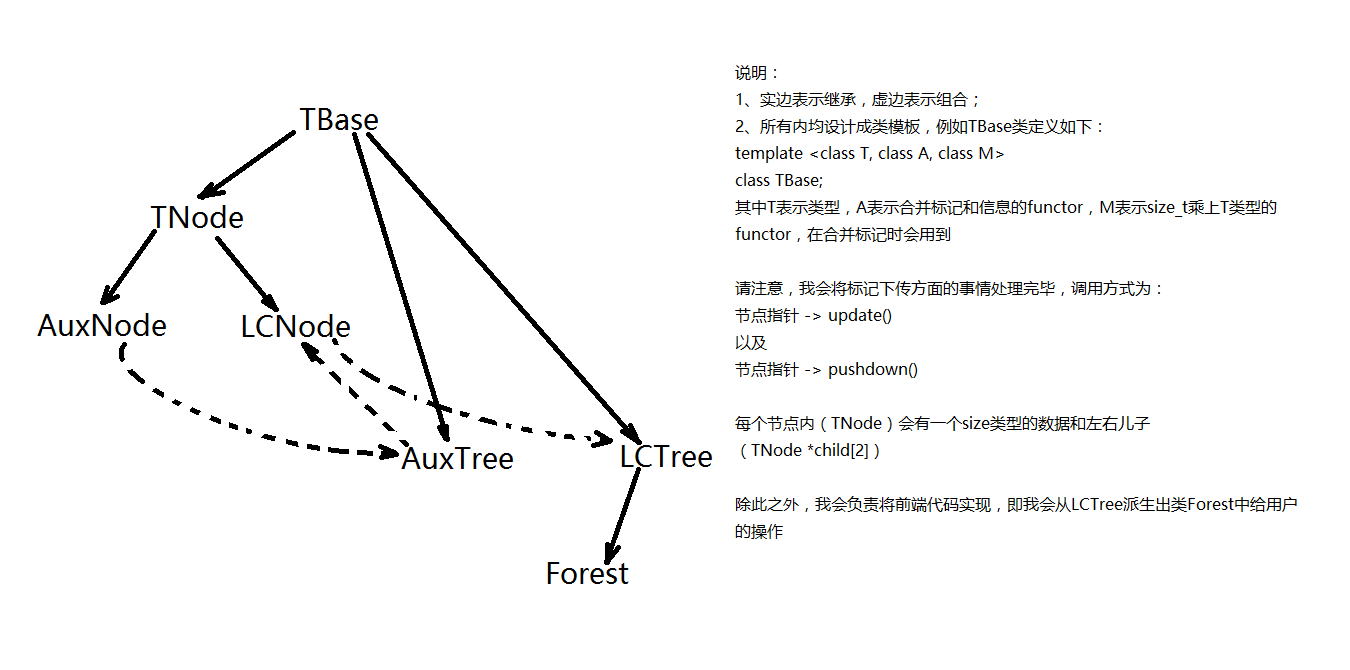 TBase
TNode
AuxNode
LCNode
AuxTree
LCTree
Forest
说明：
1、实边表示继承，虚边表示组合；
2、所有内均设计成类模板，例如TBase类定义如下：
template <class T, class A, class M>
class TBase;
其中T表示类型，A表示合并标记和信息的functor，M表示size_t乘上T类型的
functor，在合并标记时会用到
请注意，我会将标记下传方面的事情处理完毕，调用方式为：
节点指针 -> update()
以及
节点指针 -> pushdown()
每个节点内（TNode）会有一个size类型的数据和左右儿子
（TNode *child[2]）
除此之外，我会负责将前端代码实现，即我会从LCTree派生出类Forest中给用户
的操作